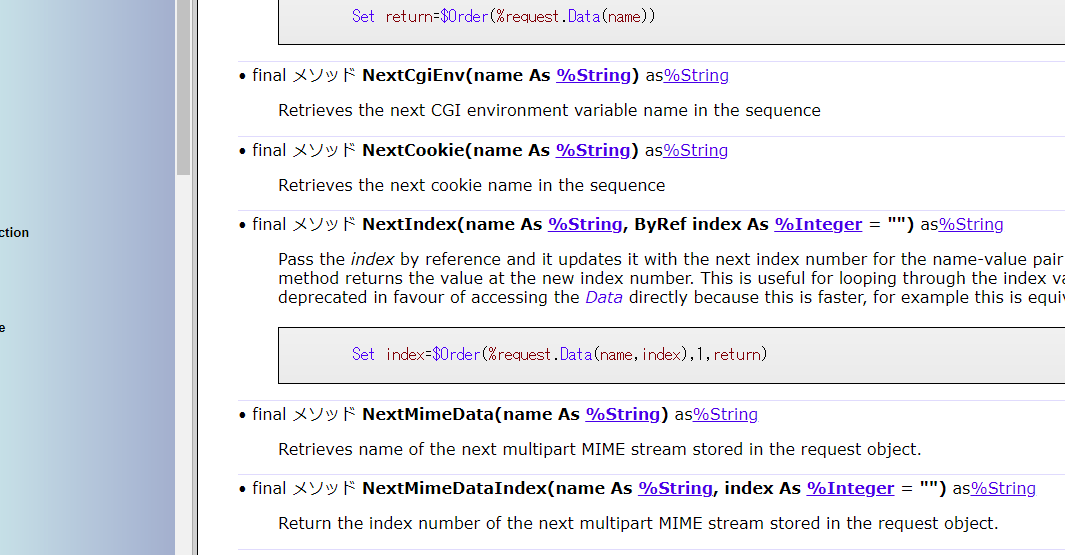 Set return=$Order(%request.Data(name))
• final メソッド NextCgiEnv(name As %String) as%String
Retrieves the next CGI environment variable name in the sequence
• final メソッド NextCookie(name As %String) as%String
Retrieves the next cookie name in the sequence
ction
• final メソッド NextIndex(name As %String, ByRef index As %Integer = "") as%String
Pass the index by reference and it updates it with the next index number for the name-value pair
method returns the value at the new index number. This is useful for looping through the index va
deprecated in favour of accessing the Data directly because this is faster, for example this is equiv
e
Set index=$Order(%request.Data(name,index),1,return)
• final メソッド NextMimeData(name As %String) as%String
Retrieves name of the next multipart MIME stream stored in the request object.
• final メソッド NextMimeDataIndex(name As %String, index As %Integer = "") as%String
Return the index number of the next multipart MIME stream stored in the request object.